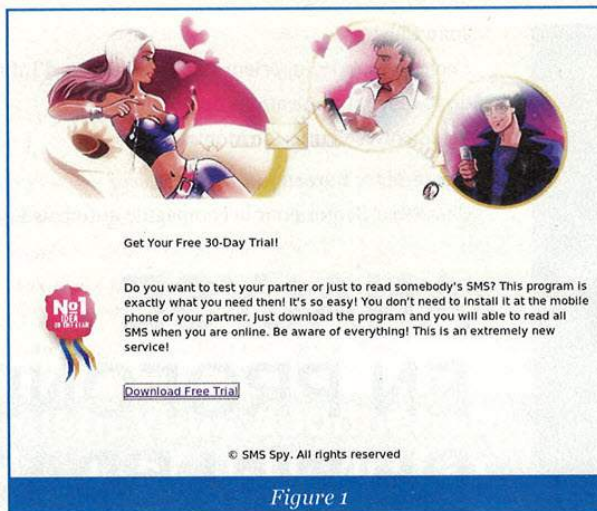 Get Your Free 30-Day Trial!
No1
Do you want to test your partner or just to read somebody's SMS? This program is
exactly what you need then! It's so easy! You don't need to install it at the mobile
phone of your partner. Just download the program and you will able to read all
SMS when you are online. Be aware of everything! This is an extremely new
service!
Download Free Trial
© SMS Spy. All rights reserved
Figure 1